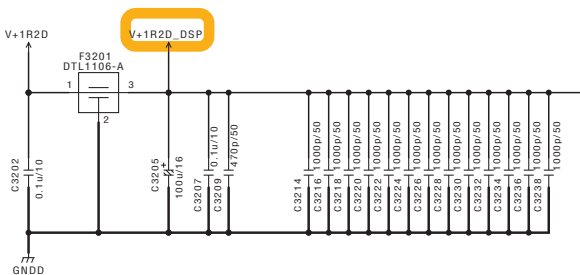 V+1R2D
V+1R2D_DSP
F3201
DTL1106-A
1
3
2
C3202
0.1u/10
C3205
+
100u/16
C3207
0.1u/10
C3209
470p/50
C3214
1000p/50
C3216
1000p/50
C3218
1000p/50
C3220
1000p/50
C3222
1000p/50
C3224
1000p/50
C3226
1000p/50
C3228
1000p/50
C3230
1000p/50
C3232
1000p/50
C3234
1000p/50
C3236
1000p/50
C3238
1000p/50
GNDD